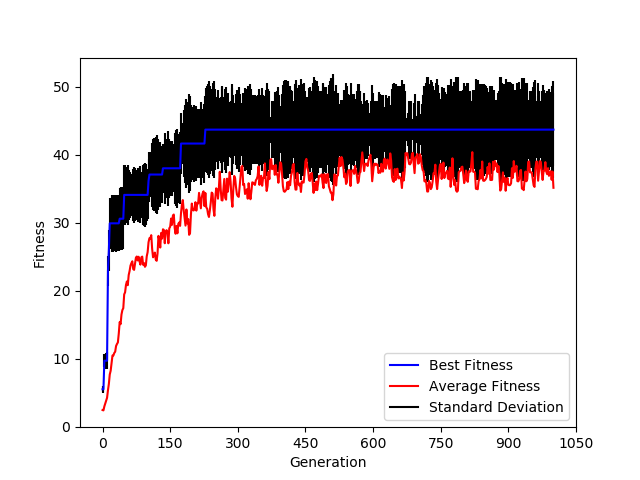 50
40
30
20
10
0
Fitness
Best Fitness
Average Fitness
Standard Deviation
0 150 300 450 600 750 900 1050
Generation